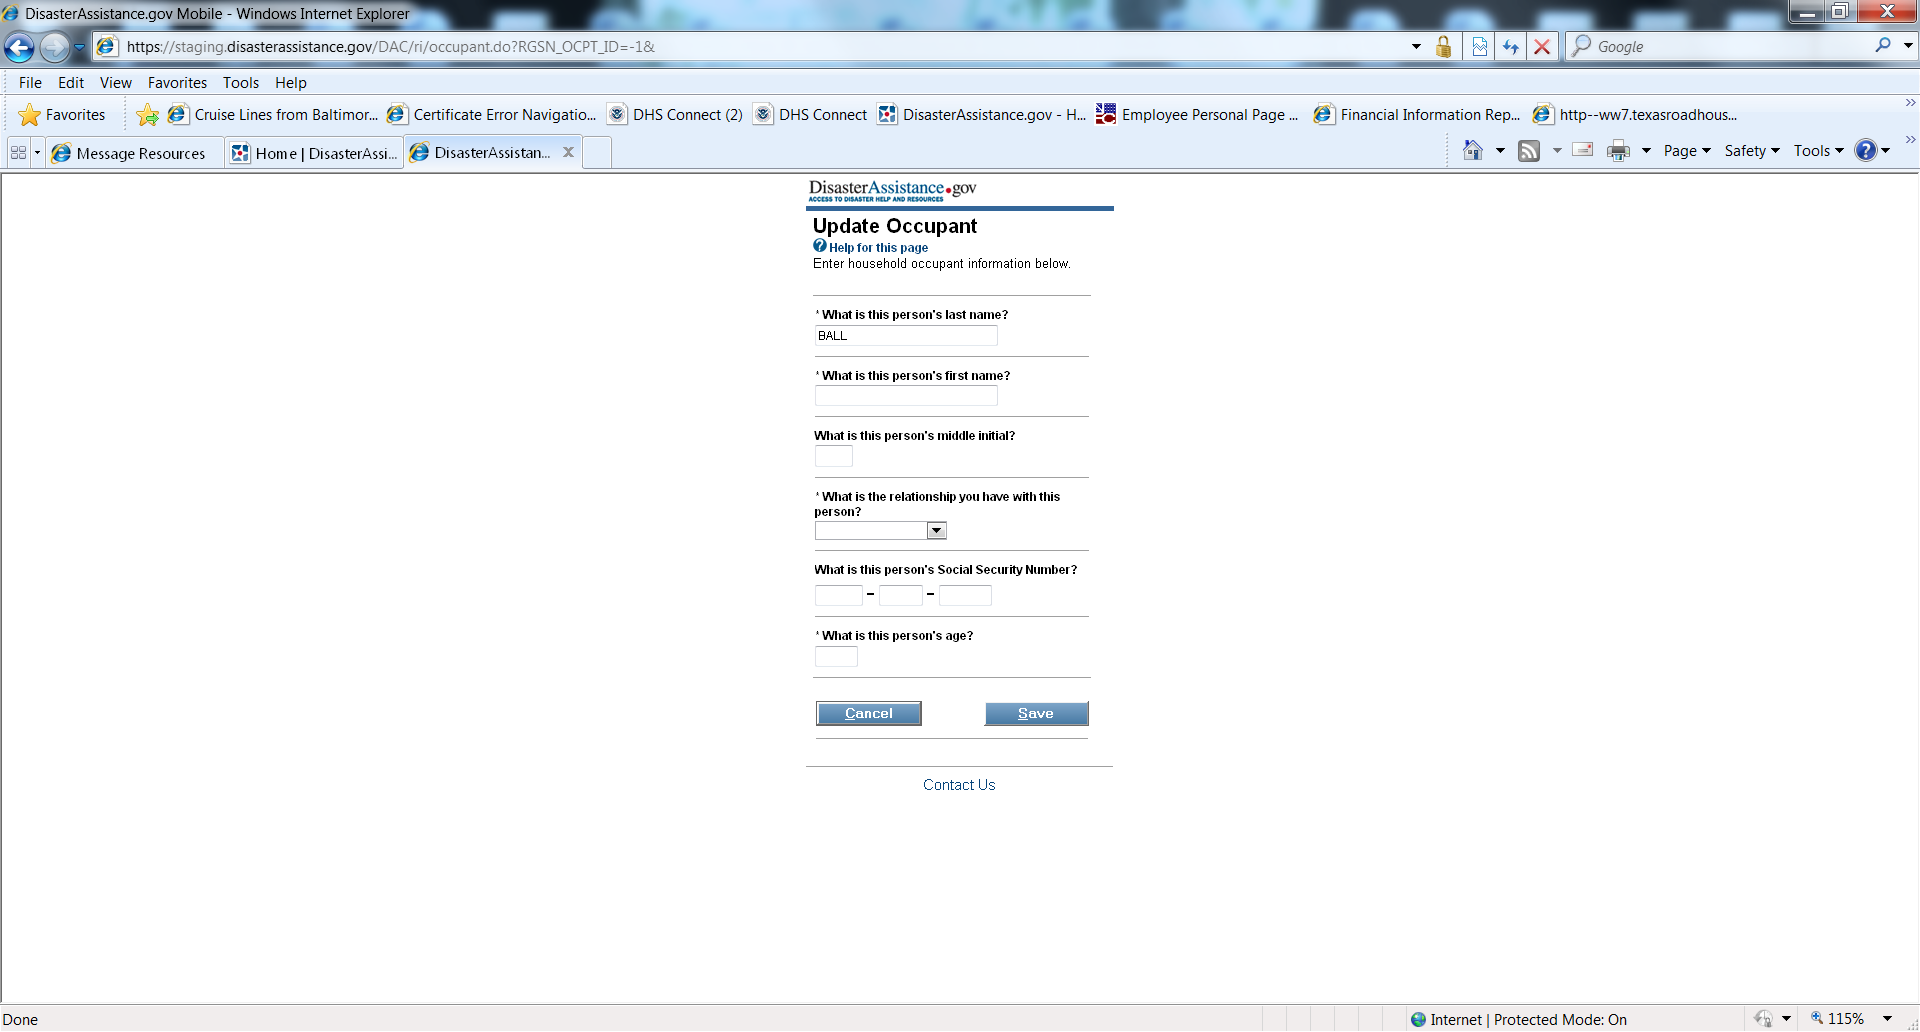 DisasterAssistance.gov Mobile - Windows Internet Explorer
https://staging.disasterassistance.gov/DAC/ri/occupant.do?RGSN_OCPT_ID=-1&
Google
File Edit View Favorites Tools Help
Favorites Cruise Lines from Baltimor... Certificate Error Navigatio... DHS Connect (2) DHS Connect DisasterAssistance.gov - H... Employee Personal Page ... Financial Information Rep... http--ww7.texasroadhous...
Message Resources Home | DisasterAssi... DisasterAssistan... Page Safety Tools
DisasterAssistance.gov
ACCESS TO DISASTER HELP AND RESOURCES
Update Occupant
Help for this page
Enter household occupant information below.
* What is this person's last name?
BALL
* What is this person's first name?
What is this person's middle initial?
* What is the relationship you have with this
person?
What is this person's Social Security Number?
- -
* What is this person's age?
Cancel Save
Contact Us
Done Internet | Protected Mode: On 115%